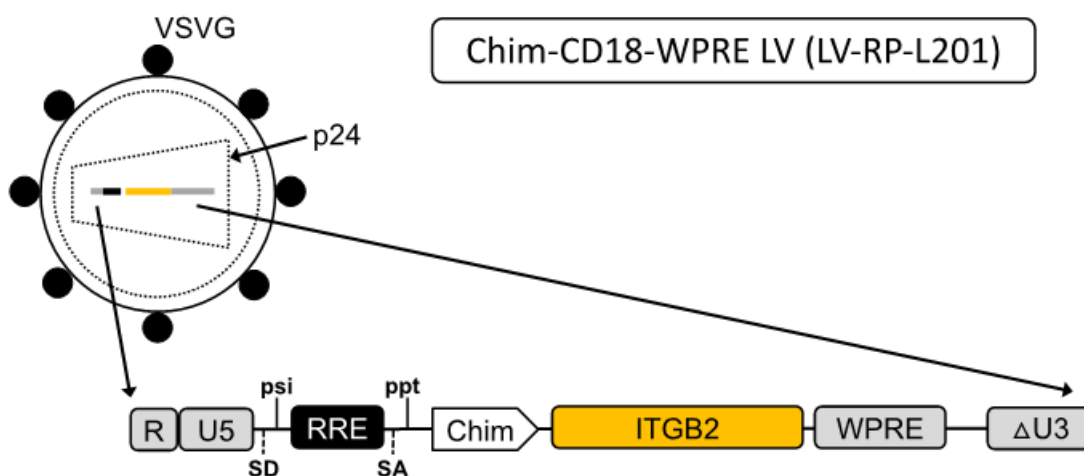 VSVG
Chim-CD18-WPRE LV (LV-RP-L201)
p24
psi ppt
R U5 RRE Chim ITGB2 WPRE ΔU3
SD SA